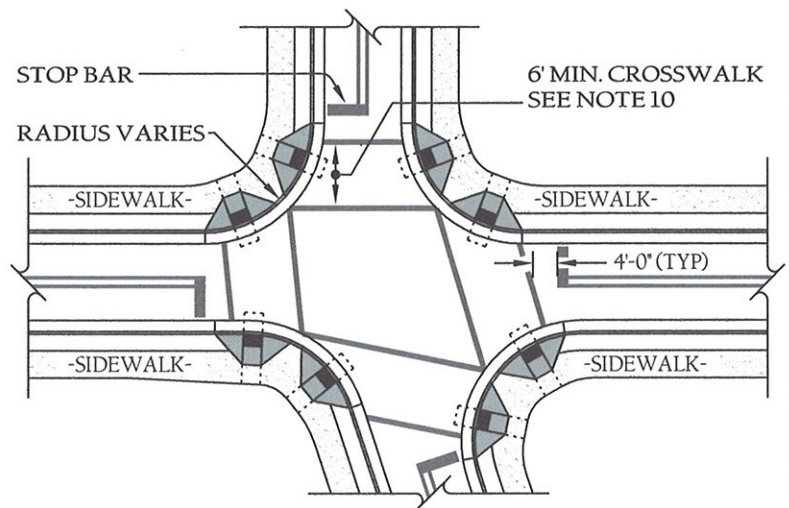 STOP BAR
6' MIN. CROSSWALK
SEE NOTE 10
RADIUS VARIES
-SIDEWALK-
-SIDEWALK-
4'-0" (TYP)
-SIDEWALK-
-SIDEWALK-